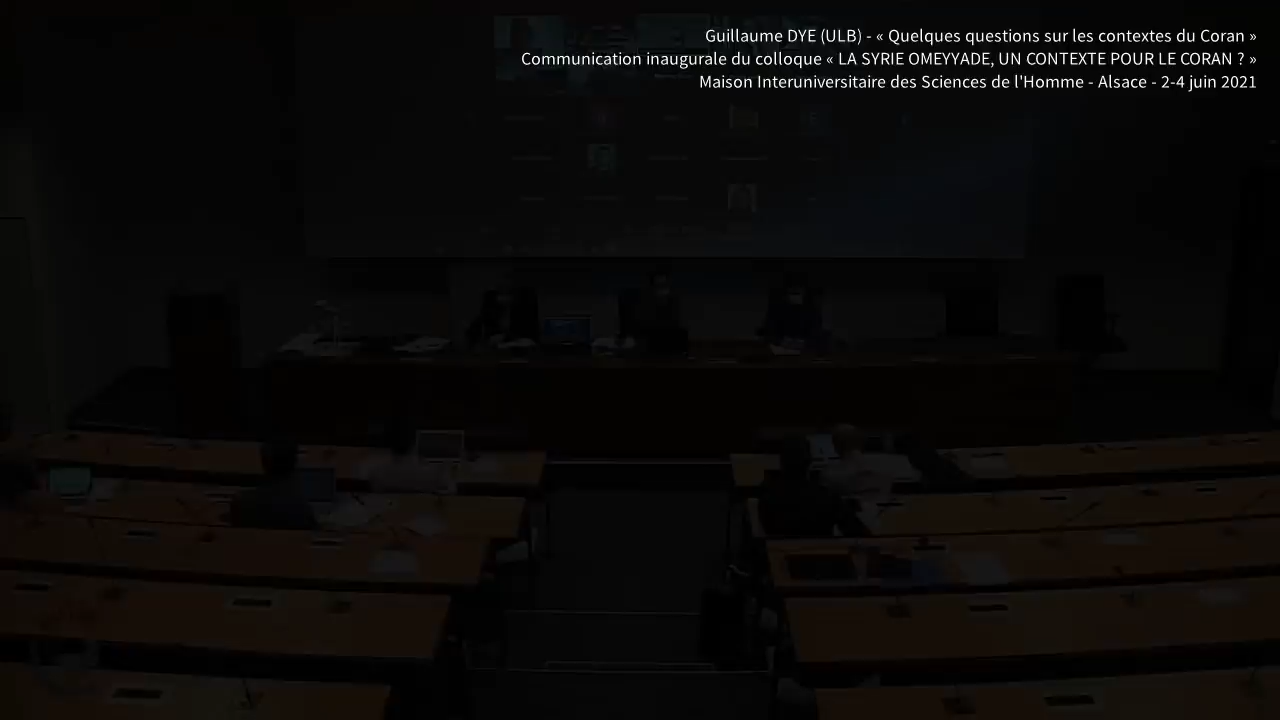 Guillaume DYE (ULB) - « Quelques questions sur les contextes du Coran »
Communication inaugurale du colloque « LA SYRIE OMEYYADE, UN CONTEXTE POUR LE CORAN ? »
Maison Interuniversitaire des Sciences de l'Homme - Alsace - 2-4 juin 2021